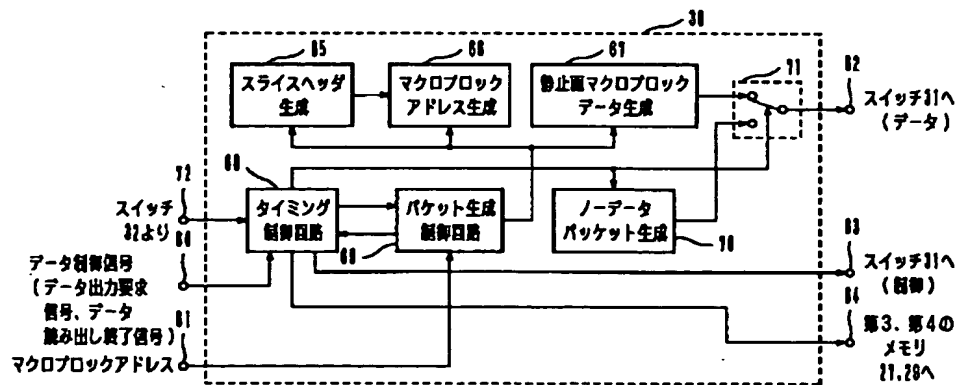 30
65
スライスヘッダ
生成
66
マクロブロック
アドレス生成
67
静止画マクロブロック
データ生成
71
62
スイッチ31へ
(データ)
72
スイッチ
32より
68
タイミング
制御回路
パケット生成
制御回路
69
ノーデータ
パッケット生成
70
63
スイッチ31へ
(制御)
60
データ制御信号
(データ出力要求
信号、データ
読み出し終了信号)
61
マクロブロックアドレス
64
第3、第4の
メモリ
27,28へ